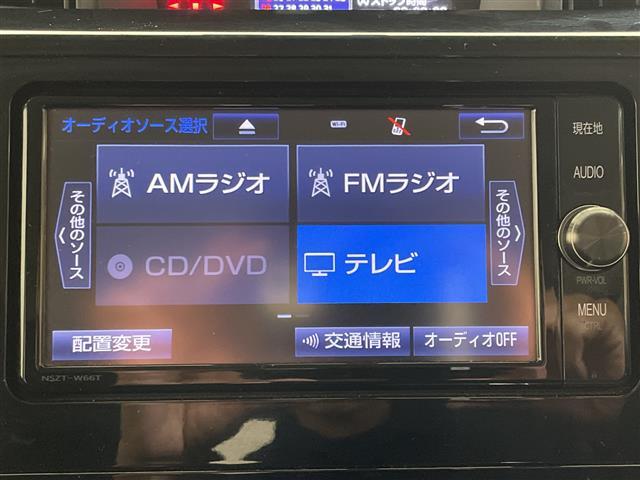 オーディオソース選択
Wi-Fi
現在地
AMラジオ
FMラジオ
AUDIO
その他のソース
その他のソース
CD/DVD
テレビ
PWR-VOL
MENU
配置変更
交通情報
オーディオOFF
NSZT-W66T